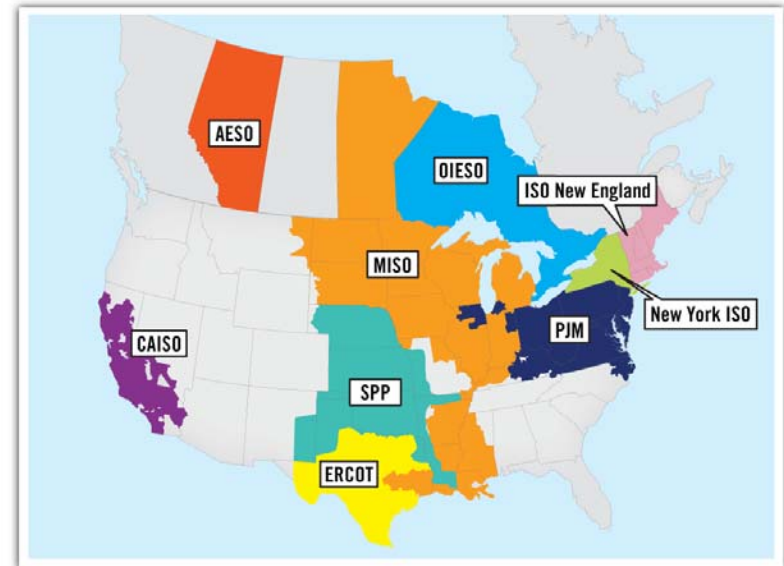 AESO
OIESO
ISO New England
MISO
New York ISO
PJM
CAISO
SPP
ERCOT